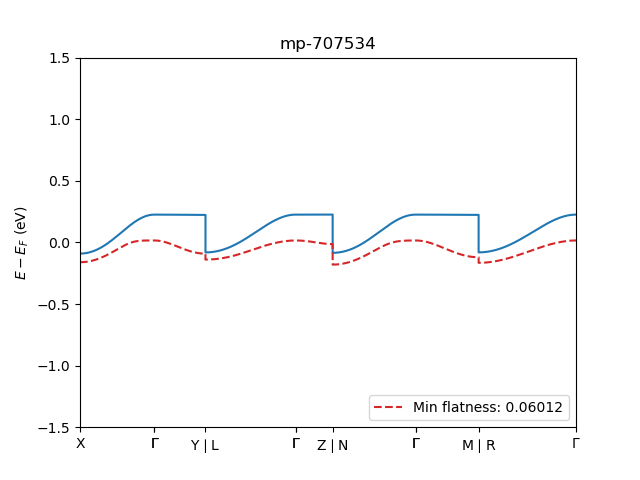 mp-707534
E − E_F (eV)
1.5
1.0
0.5
0.0
−0.5
−1.0
−1.5
Min flatness: 0.06012
X Γ Y | L Γ Z | N Γ M | R Γ